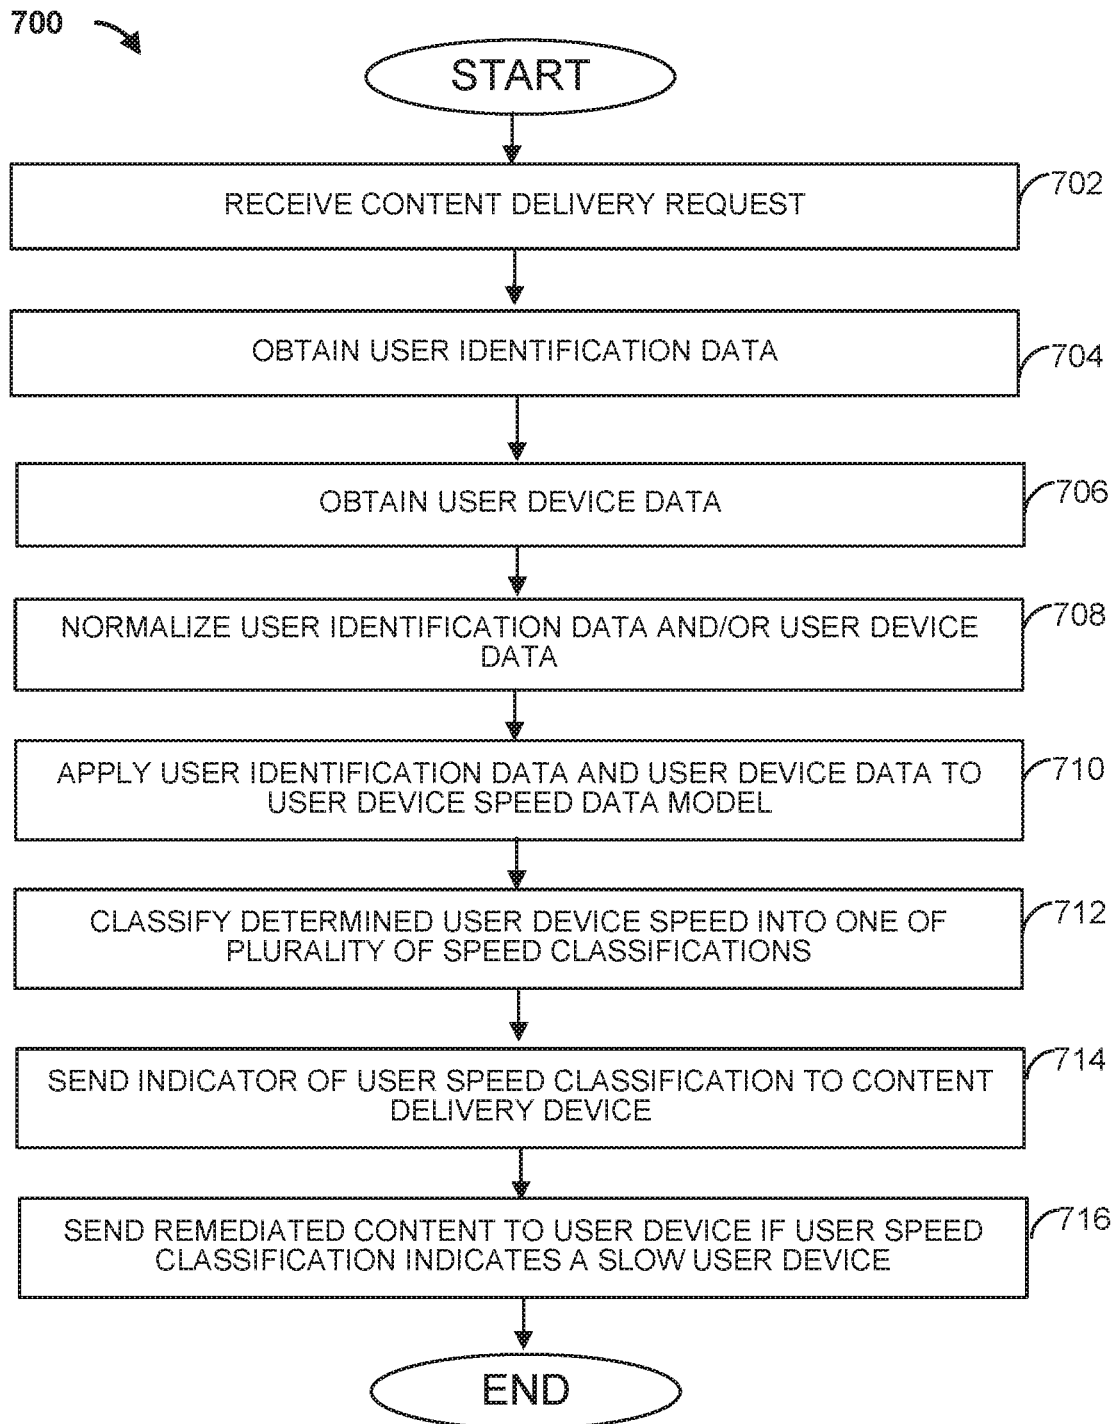 700
START
RECEIVE CONTENT DELIVERY REQUEST
702
OBTAIN USER IDENTIFICATION DATA
704
OBTAIN USER DEVICE DATA
706
NORMALIZE USER IDENTIFICATION DATA AND/OR USER DEVICE
DATA
708
APPLY USER IDENTIFICATION DATA AND USER DEVICE DATA TO
USER DEVICE SPEED DATA MODEL
710
CLASSIFY DETERMINED USER DEVICE SPEED INTO ONE OF
PLURALITY OF SPEED CLASSIFICATIONS
712
SEND INDICATOR OF USER SPEED CLASSIFICATION TO CONTENT
DELIVERY DEVICE
714
SEND REMEDIATED CONTENT TO USER DEVICE IF USER SPEED
CLASSIFICATION INDICATES A SLOW USER DEVICE
716
END